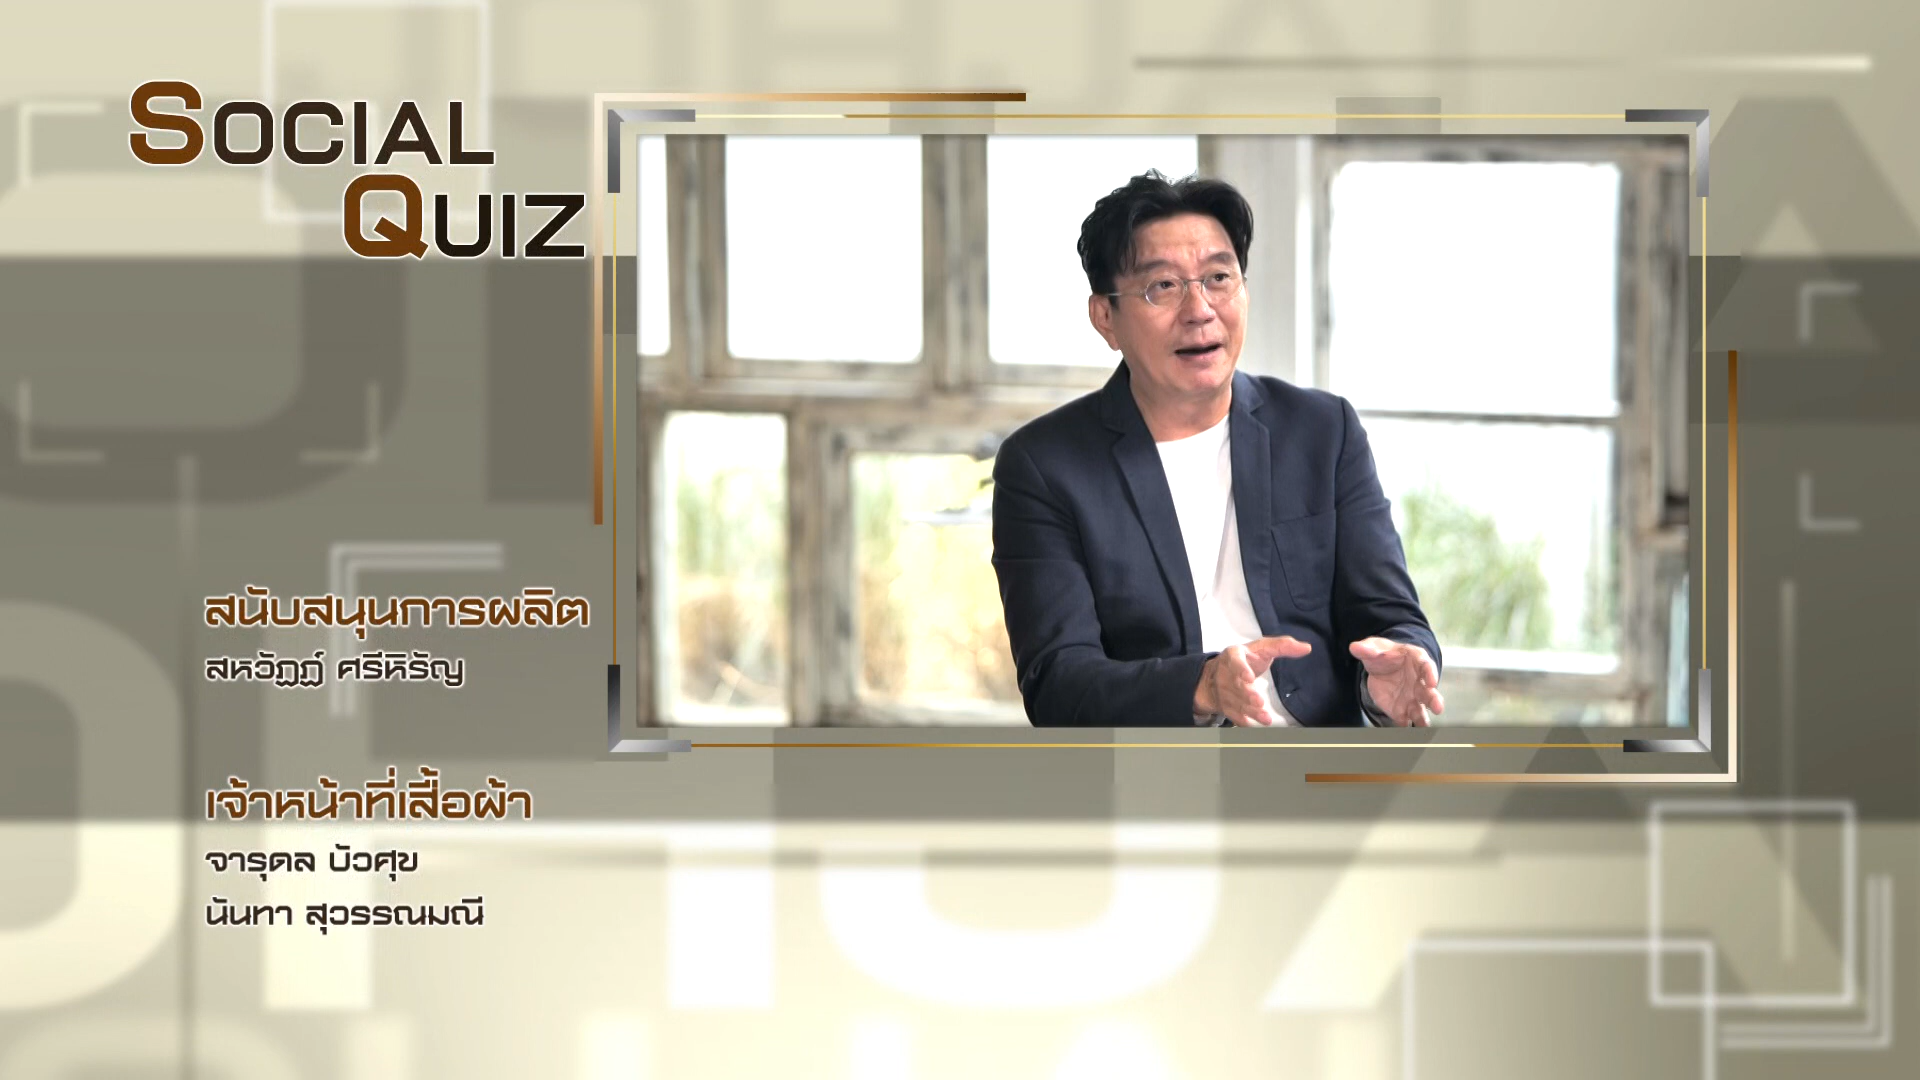 SOCIAL
QUIZ
สนับสนุนการผลิต
สหวัฏฏ์ ศรีหิรัญ
เจ้าหน้าที่เสื้อผ้า
จารุดล บัวศุข
นันทา สุวรรณมณี